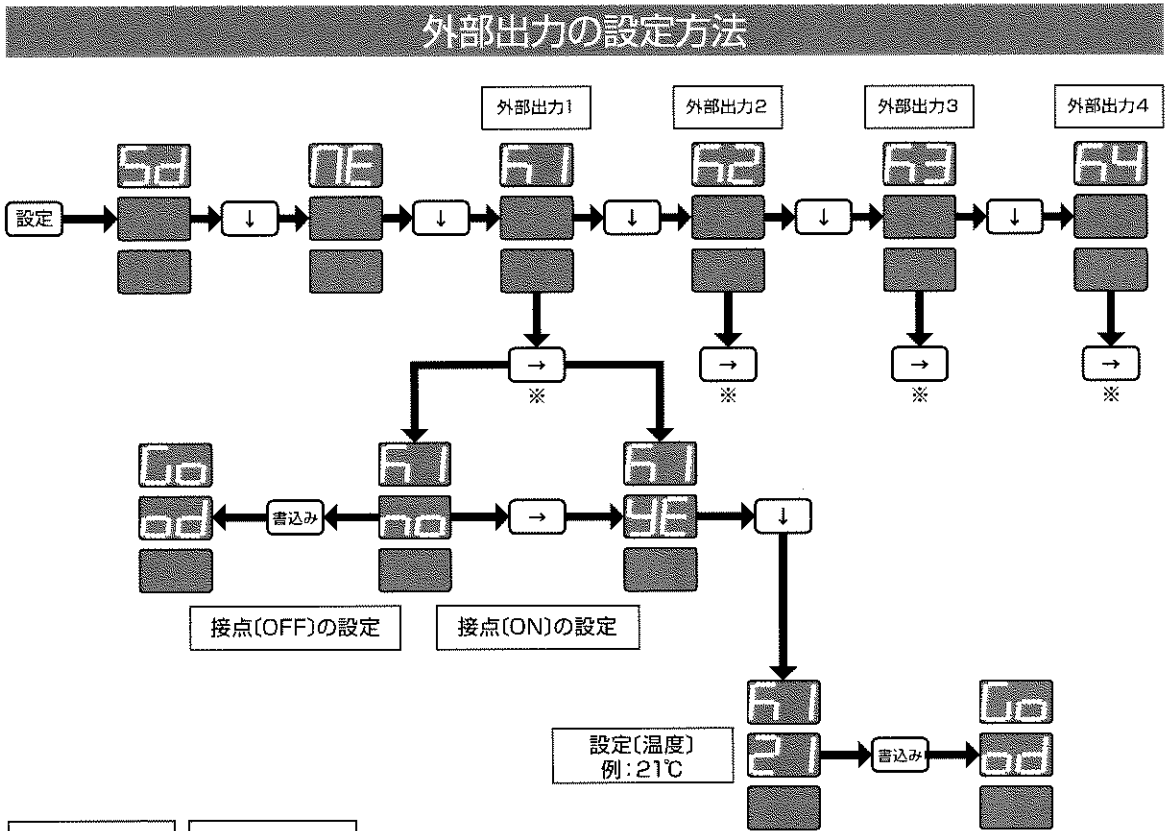 外部出力の設定方法
外部出力1 外部出力2 外部出力3 外部出力4
Sd ME h1 h2 h3 h4
設定 ↓ ↓ ↓ ↓ ↓
→ → → →
※ ※ ※ ※
Go h1 h1
od 書込み no → YE ↓
接点〔OFF〕の設定 接点〔ON〕の設定
h1 Go
設定〔温度〕
例:21℃
21 書込み od